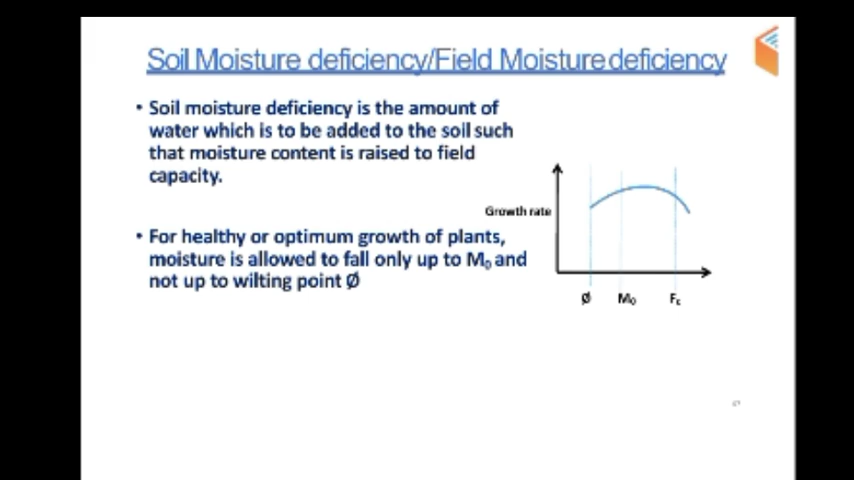 Soil Moisture deficiency/Field Moisture deficiency
• Soil moisture deficiency is the amount of
water which is to be added to the soil such
that moisture content is raised to field
capacity.
Growth rate
• For healthy or optimum growth of plants,
moisture is allowed to fall only up to M₀ and
not up to wilting point Ø
Ø M₀ Fc